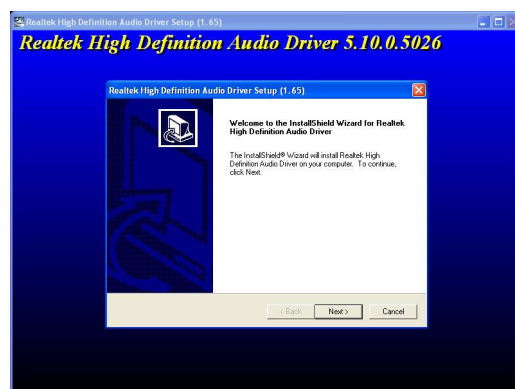 Realtek High Definition Audio Driver Setup (1.65)
Realtek High Definition Audio Driver 5.10.0.5026
Realtek High Definition Audio Driver Setup (1.65)
Welcome to the InstallShield Wizard for Realtek
High Definition Audio Driver
The InstallShield® Wizard will install Realtek High
Definition Audio Driver on your computer. To continue,
click Next.
< Back Next > Cancel